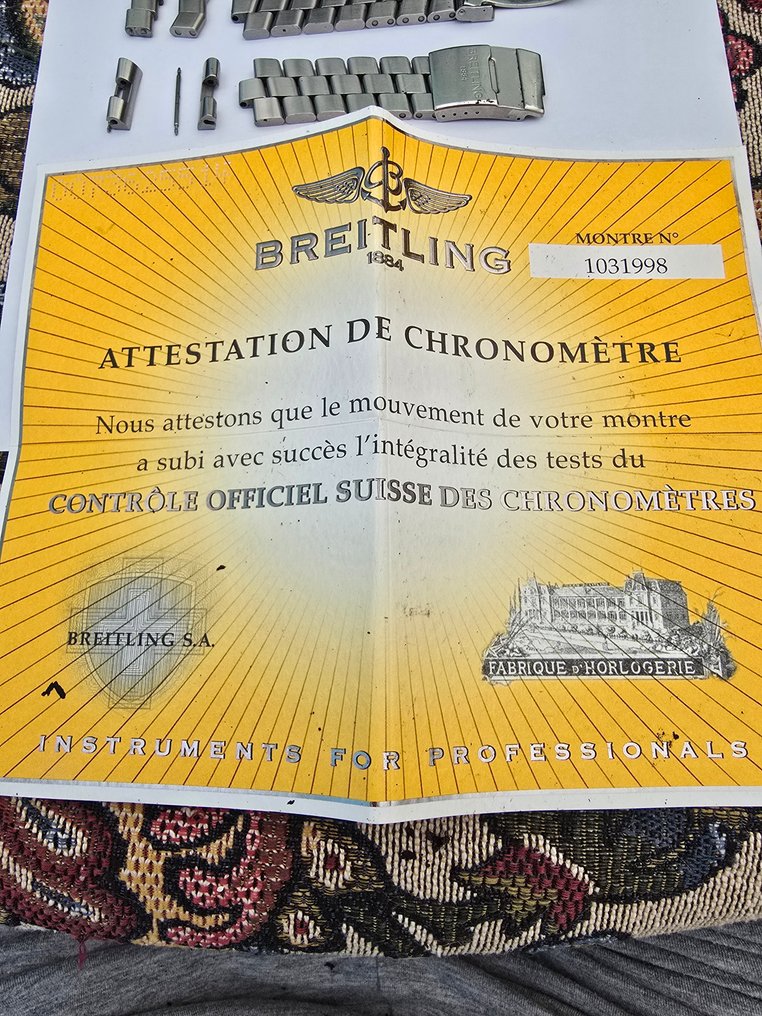 BREITLING
1884
BREITLING
1884
MONTRE N°
1031998
ATTESTATION DE CHRONOMÈTRE
Nous attestons que le mouvement de votre montre
a subi avec succès l'intégralité des tests du
CONTRÔLE OFFICIEL SUISSE DES CHRONOMÈTRES
BREITLING S.A.
FABRIQUE D'HORLOGERIE
INSTRUMENTS FOR PROFESSIONALS